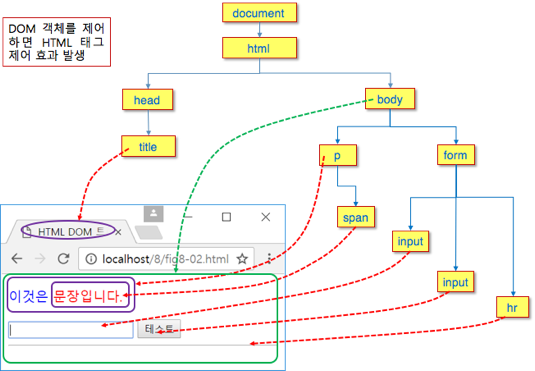 DOM 객체를 제어
하면 HTML 태그
제어 효과 발생
document
html
head
body
title
p
form
span
input
input
hr
HTML DOM 트
localhost/8/fig8-02.html
이것은 문장입니다.
테스트